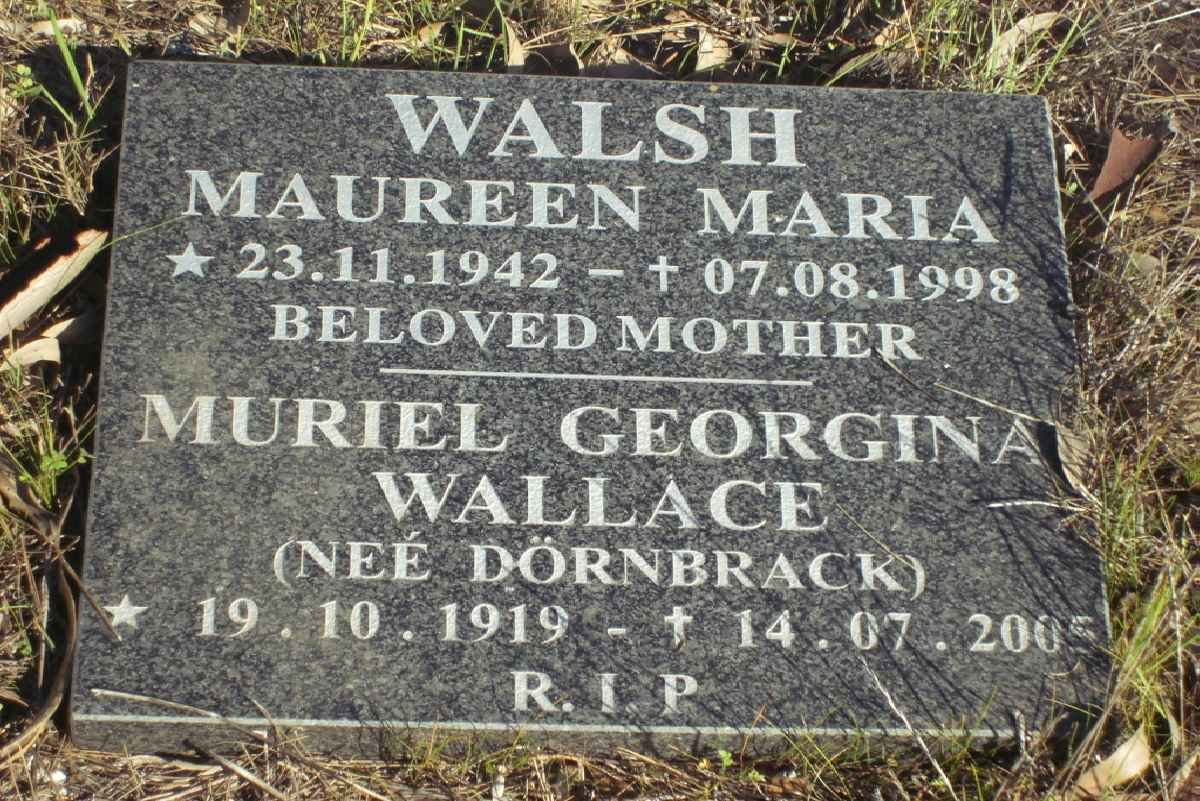 WALSH
MAUREEN MARIA
★ 23.11.1942 – † 07.08.1998
BELOVED MOTHER
MURIEL GEORGINA
WALLACE
(NEÉ DÖRNBRACK)
★ 19.10.1919 - † 14.07.2005
R.I.P